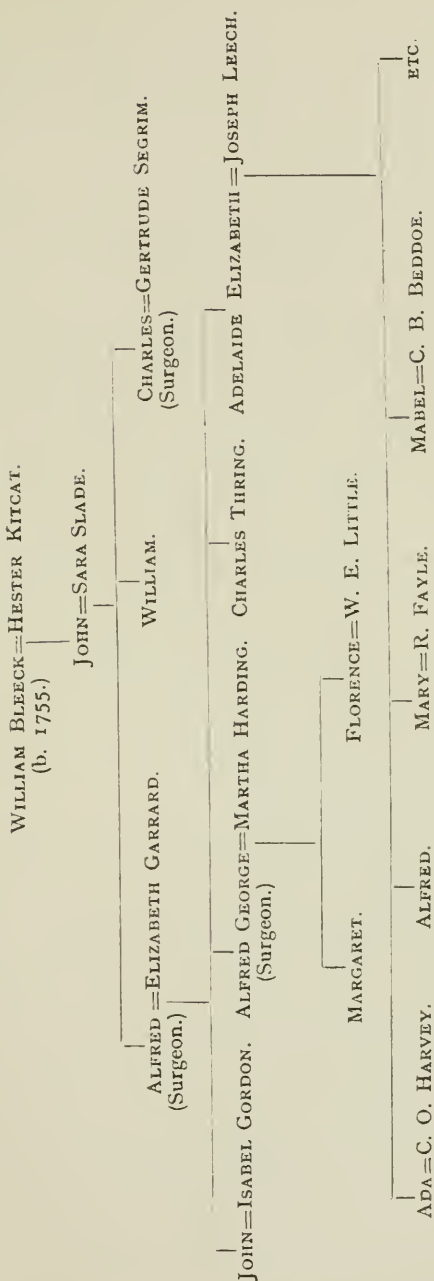 WILLIAM BLEECK=HESTER KITCAT.
(b. 1755.)
JOHN=SARA SLADE.
ALFRED=ELIZABETH GARRARD. WILLIAM. CHARLES=GERTRUDE SEGRIM.
(Surgeon.) (Surgeon.)
JOHN=ISABEL GORDON. ALFRED GEORGE=MARTHA HARDING. CHARLES THRING. ADELAIDE ELIZABETH=JOSEPH LEECH.
(Surgeon.)
MARGARET. FLORENCE=W. E. LITTLE.
ADA=C. O. HARVEY. ALFRED. MARY=R. FAYLE. MABEL=C. B. BEDDOE. ETC.